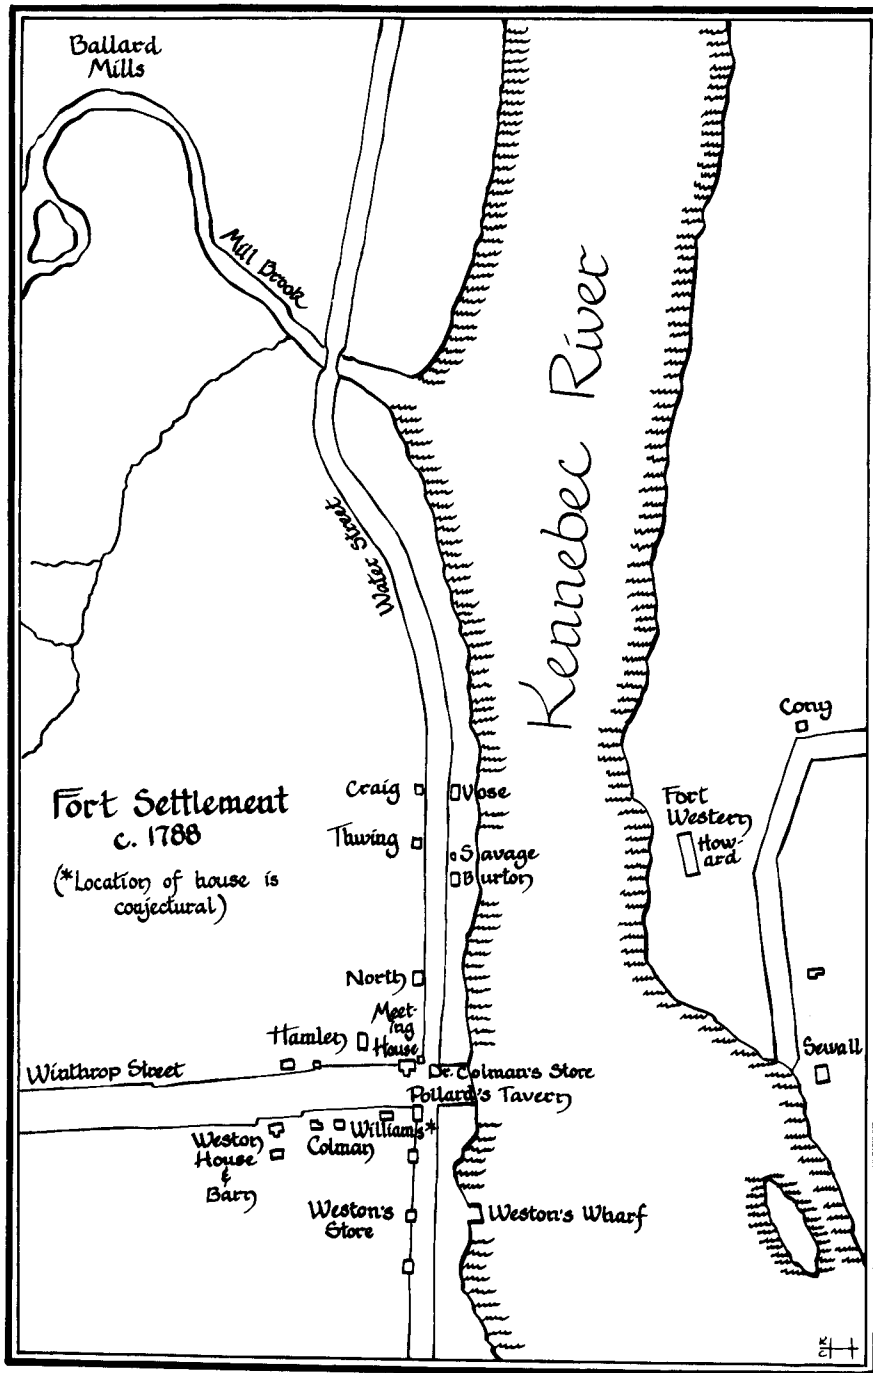 Ballard
Mills
Mill Brook
Kennebec River
Water Street
Cony
Craig
Vose
Fort Settlement
c. 1788
(*Location of house is
conjectural)
Fort
Western
How-
ard
Thwing
Savage
Burton
North
Meet-
ing
House
Hamlen
Sewall
Winthrop Street
Dr. Colman's Store
Pollard's Tavern
Williams*
Weston
House
&
Barn
Colman
Weston's
Store
Weston's Wharf